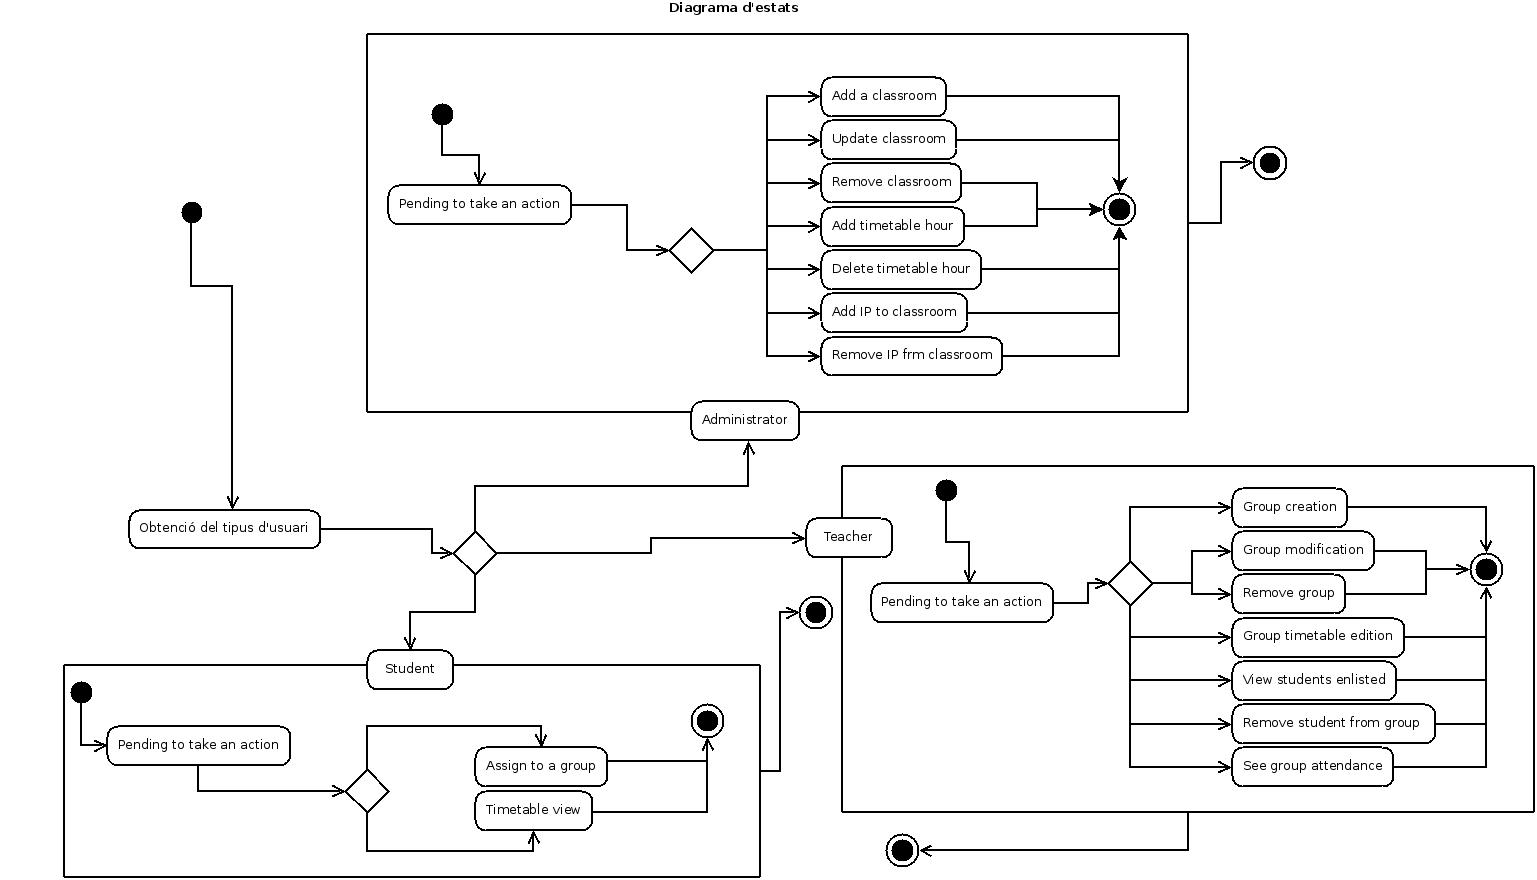 Diagrama d'estats
Add a classroom
Update classroom
Remove classroom
Pending to take an action
Add timetable hour
Delete timetable hour
Add IP to classroom
Remove IP frm classroom
Administrator
Obtenció del tipus d'usuari
Teacher
Group creation
Group modification
Remove group
Pending to take an action
Group timetable edition
View students enlisted
Remove student from group
See group attendance
Student
Pending to take an action
Assign to a group
Timetable view